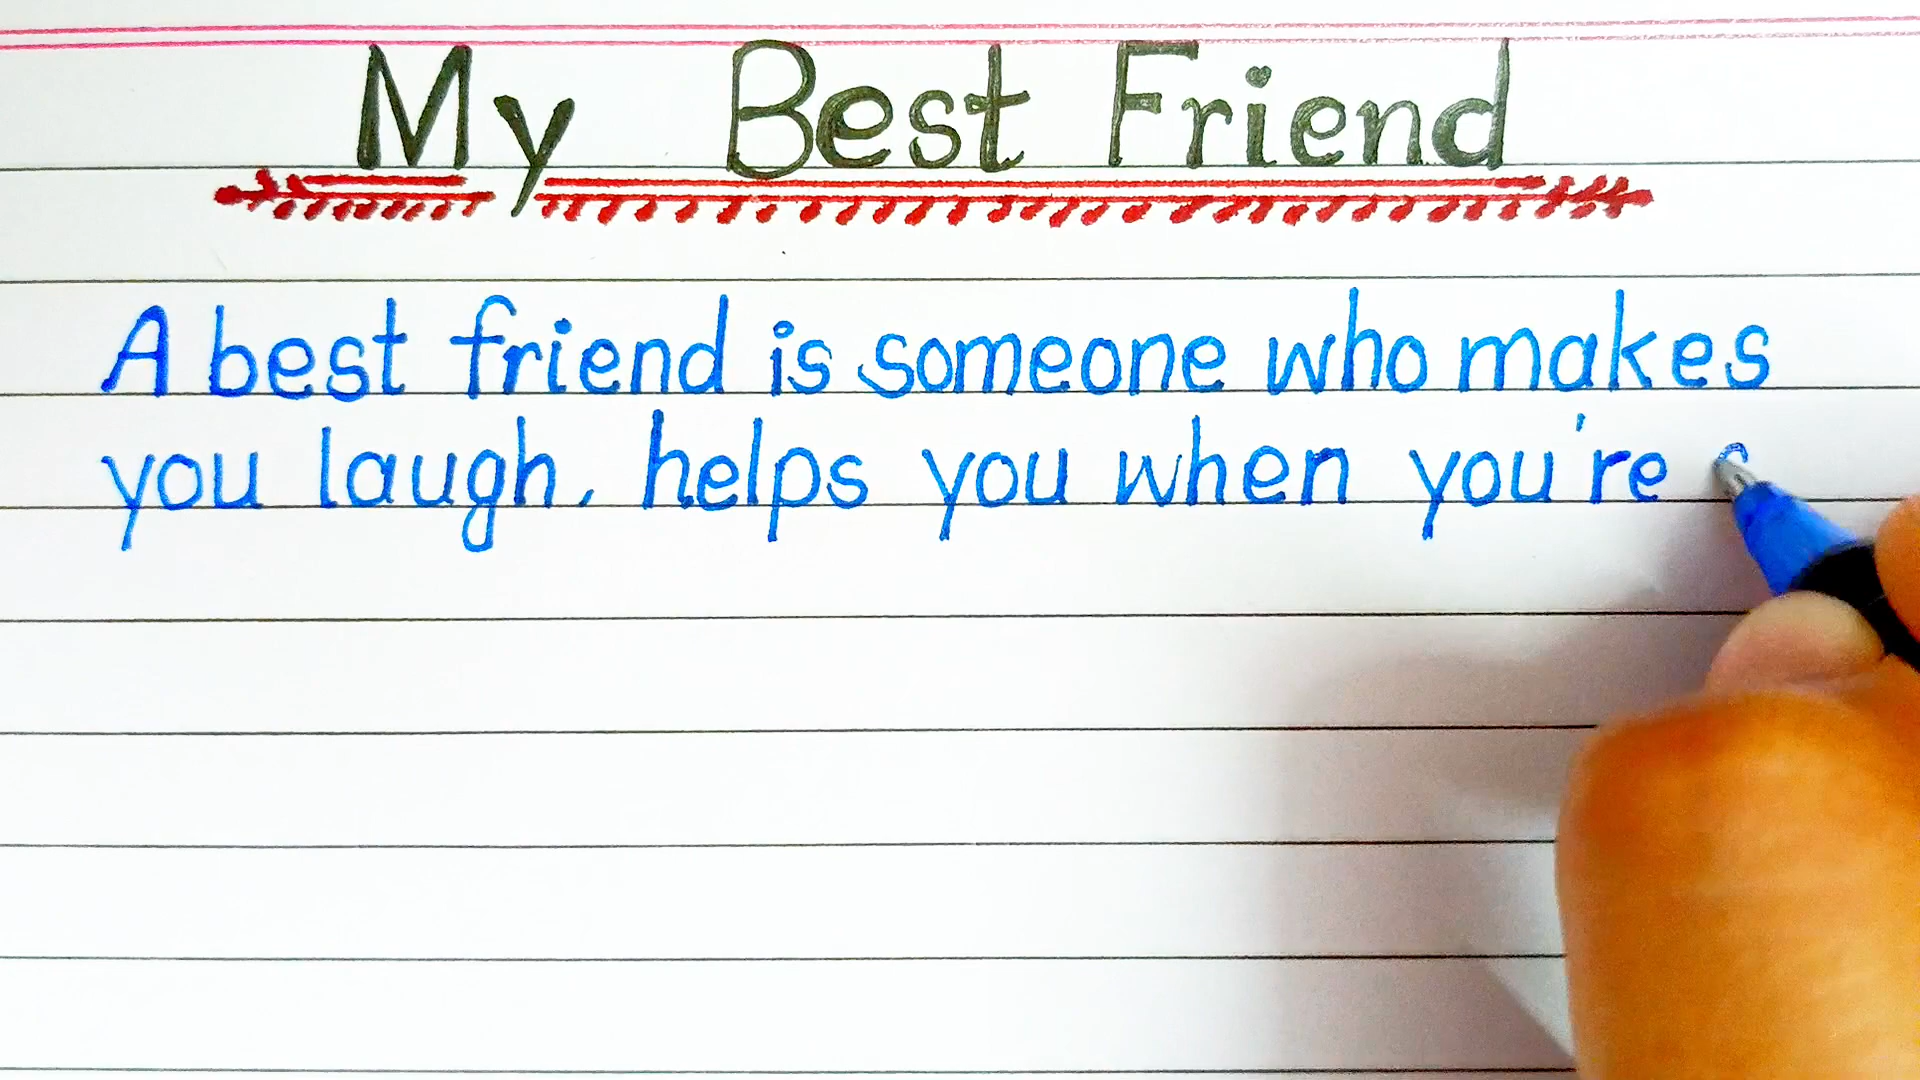 My Best Friend
A best friend is someone who makes
you laugh, helps you when you're